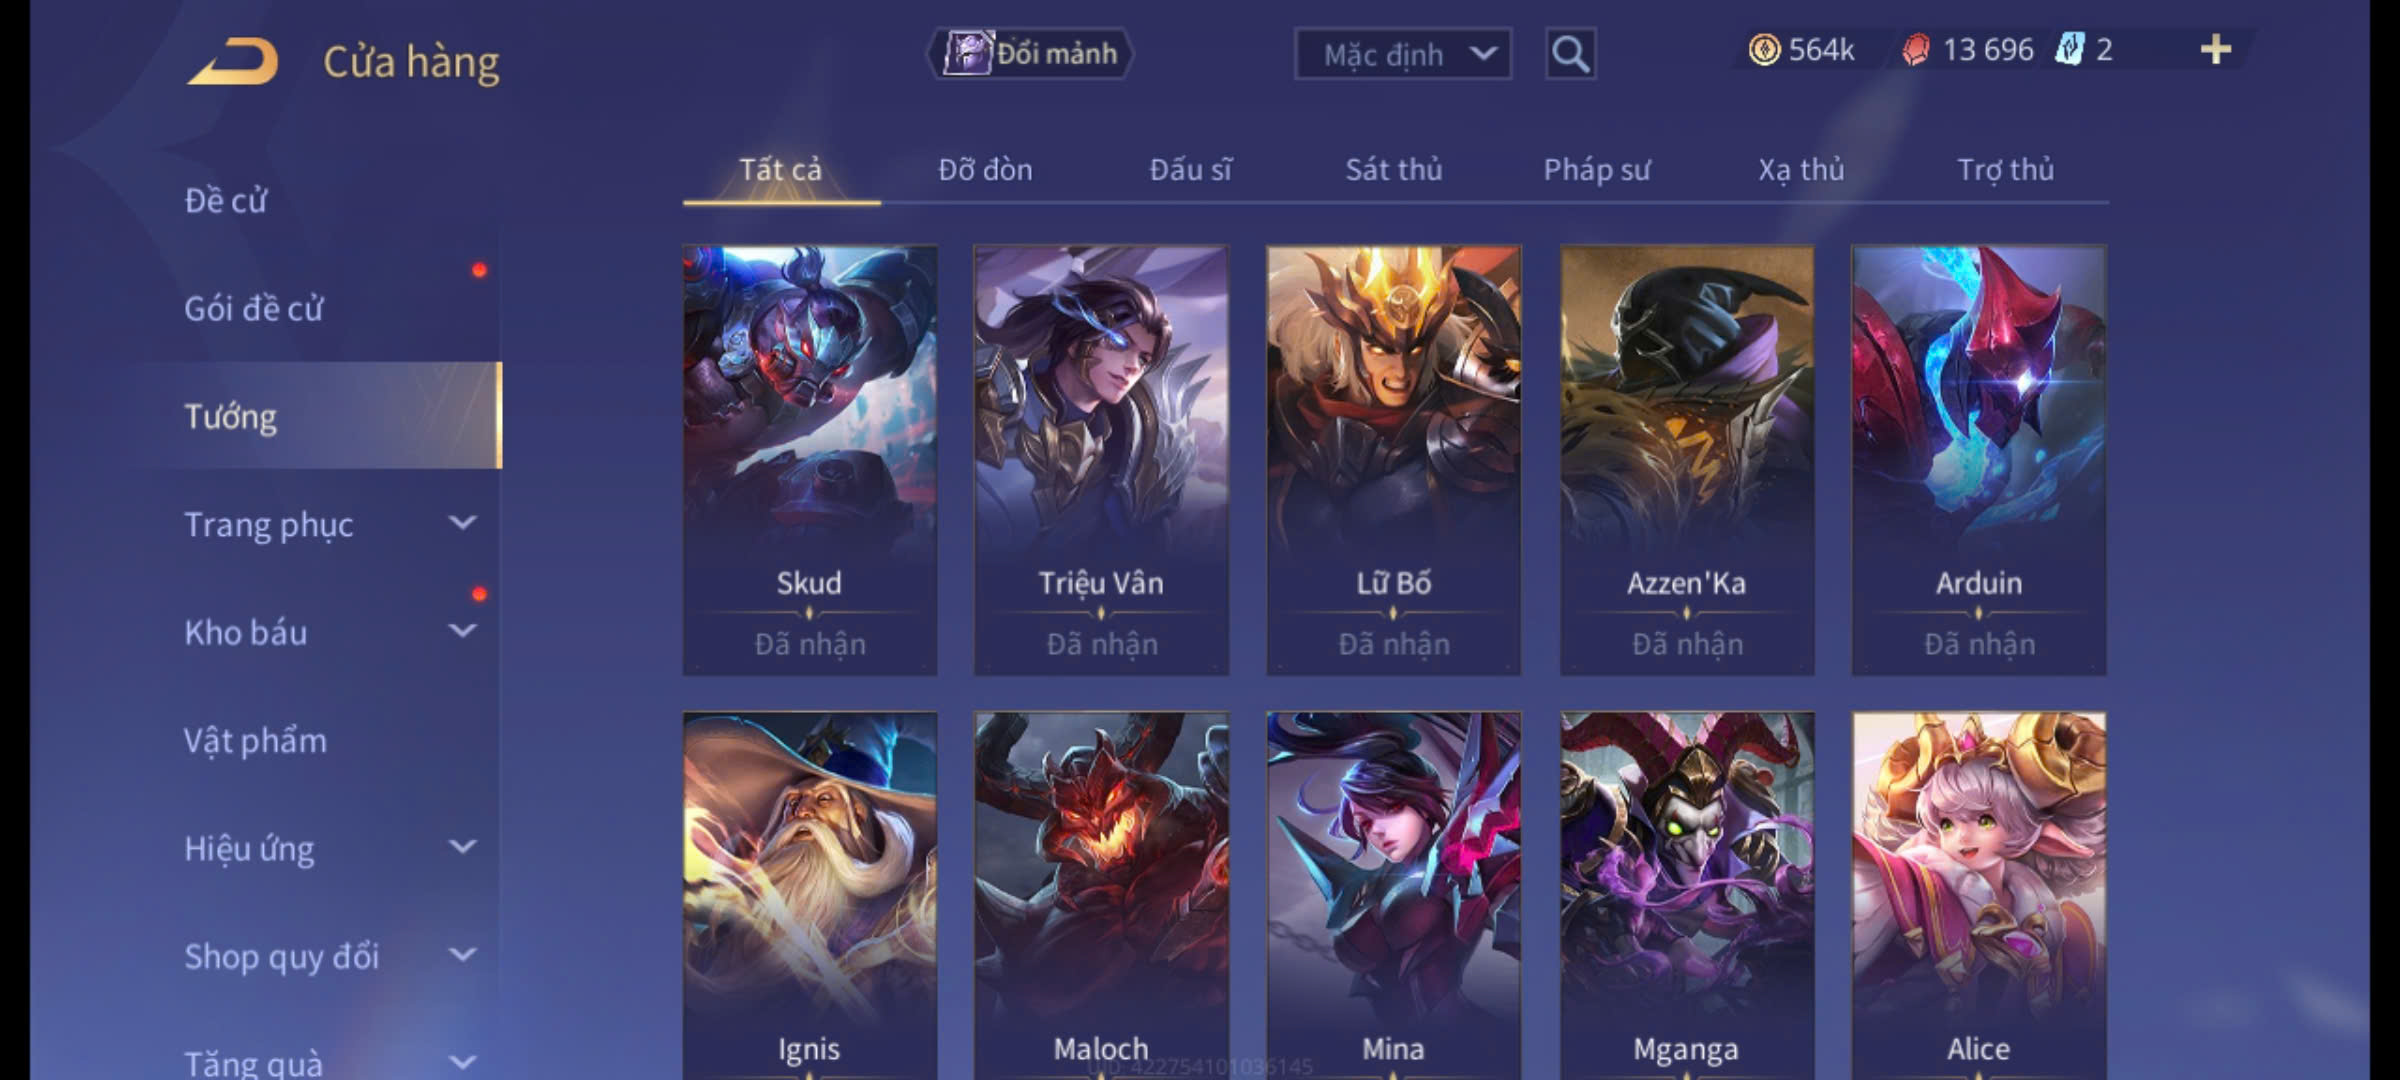 Cửa hàng
Đổi mảnh
Mặc định
564k
13 696
2
Tất cả
Đỡ đòn
Đấu sĩ
Sát thủ
Pháp sư
Xạ thủ
Trợ thủ
Đề cử
Gói đề cử
Tướng
Trang phục
Kho báu
Vật phẩm
Hiệu ứng
Shop quy đổi
Tặng quà
Skud
Đã nhận
Triệu Vân
Đã nhận
Lữ Bố
Đã nhận
Azzen'Ka
Đã nhận
Arduin
Đã nhận
Ignis
Maloch
Mina
Mganga
Alice
UID: 422754101036145